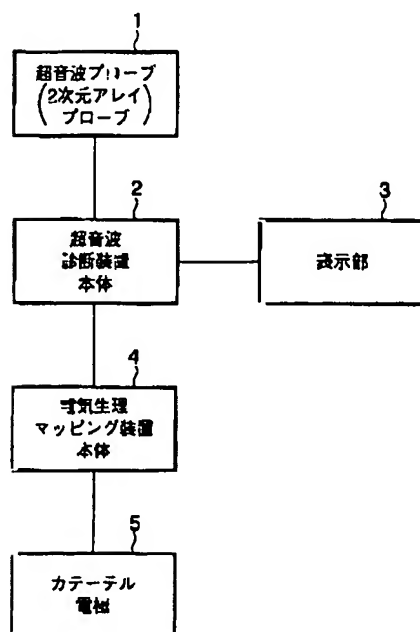 1
超音波プローブ
(2次元アレイ
プローブ)
2
超音波
診断装置
本体
3
表示部
4
電気生理
マッピング装置
本体
5
カテーテル
電極